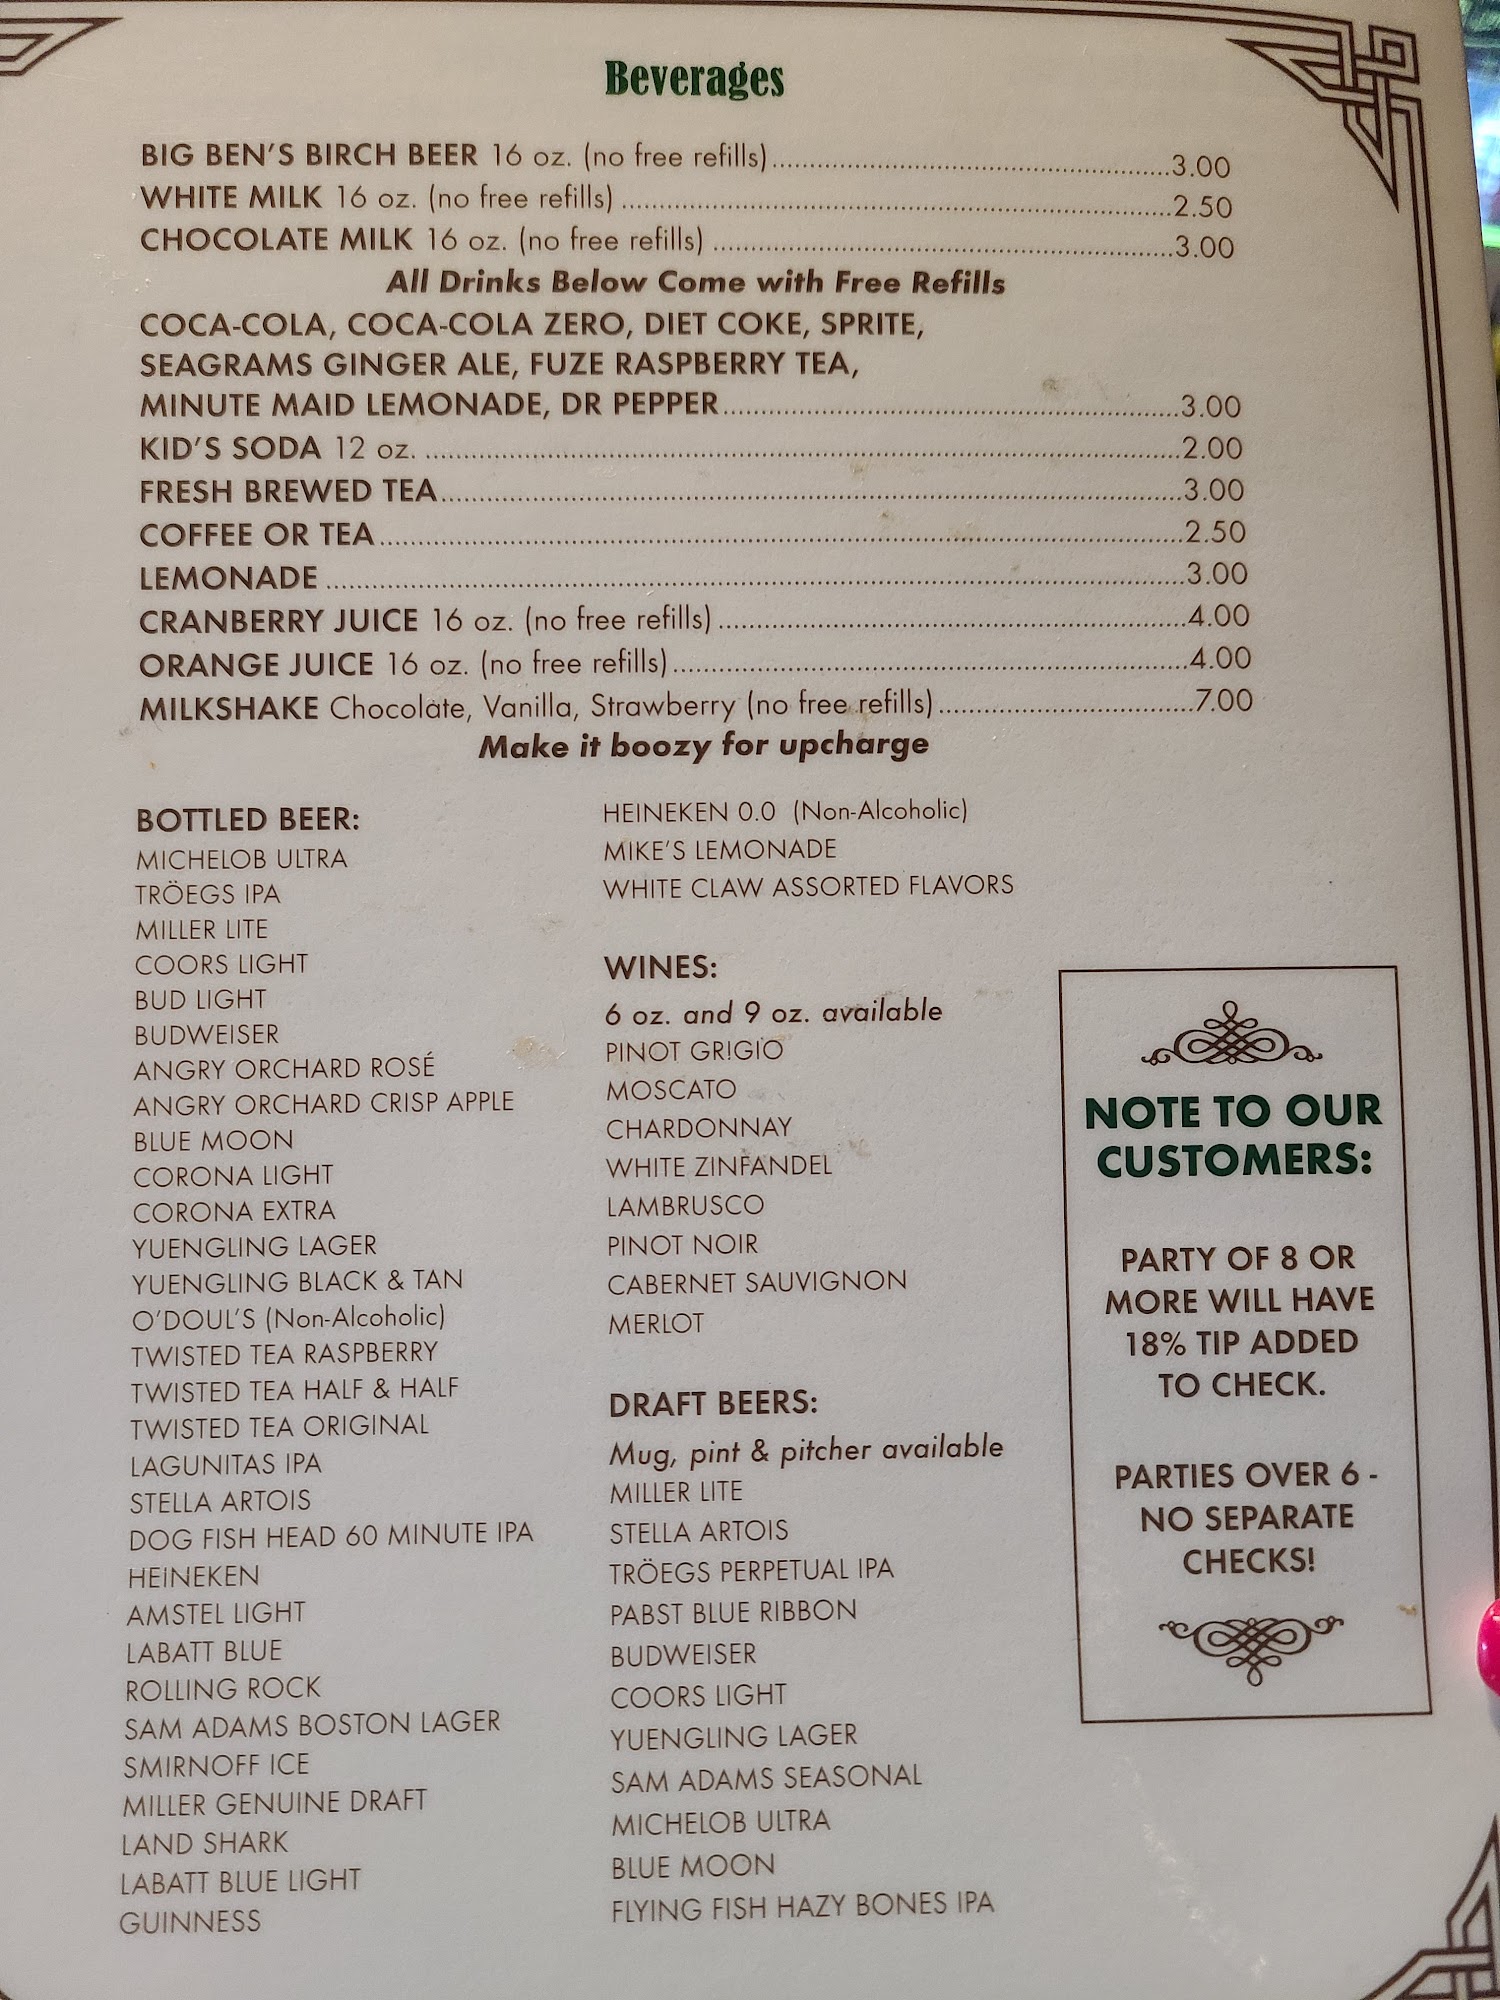 Beverages
BIG BEN'S BIRCH BEER 16 oz. (no free refills)........3.00
WHITE MILK 16 oz. (no free refills)........2.50
CHOCOLATE MILK 16 oz. (no free refills)........3.00
All Drinks Below Come with Free Refills
COCA-COLA, COCA-COLA ZERO, DIET COKE, SPRITE,
SEAGRAMS GINGER ALE, FUZE RASPBERRY TEA,
MINUTE MAID LEMONADE, DR PEPPER........3.00
KID'S SODA 12 oz. ........2.00
FRESH BREWED TEA........3.00
COFFEE OR TEA........2.50
LEMONADE........3.00
CRANBERRY JUICE 16 oz. (no free refills)........4.00
ORANGE JUICE 16 oz. (no free refills)........4.00
MILKSHAKE Chocolate, Vanilla, Strawberry (no free refills)........7.00
Make it boozy for upcharge
BOTTLED BEER:
MICHELOB ULTRA
TRÖEGS IPA
MILLER LITE
COORS LIGHT
BUD LIGHT
BUDWEISER
ANGRY ORCHARD ROSÉ
ANGRY ORCHARD CRISP APPLE
BLUE MOON
CORONA LIGHT
CORONA EXTRA
YUENGLING LAGER
YUENGLING BLACK & TAN
O'DOUL'S (Non-Alcoholic)
TWISTED TEA RASPBERRY
TWISTED TEA HALF & HALF
TWISTED TEA ORIGINAL
LAGUNITAS IPA
STELLA ARTOIS
DOG FISH HEAD 60 MINUTE IPA
HEINEKEN
AMSTEL LIGHT
LABATT BLUE
ROLLING ROCK
SAM ADAMS BOSTON LAGER
SMIRNOFF ICE
MILLER GENUINE DRAFT
LAND SHARK
LABATT BLUE LIGHT
GUINNESS
HEINEKEN 0.0 (Non-Alcoholic)
MIKE'S LEMONADE
WHITE CLAW ASSORTED FLAVORS
WINES:
6 oz. and 9 oz. available
PINOT GRIGIO
MOSCATO
CHARDONNAY
WHITE ZINFANDEL
LAMBRUSCO
PINOT NOIR
CABERNET SAUVIGNON
MERLOT
DRAFT BEERS:
Mug, pint & pitcher available
MILLER LITE
STELLA ARTOIS
TRÖEGS PERPETUAL IPA
PABST BLUE RIBBON
BUDWEISER
COORS LIGHT
YUENGLING LAGER
SAM ADAMS SEASONAL
MICHELOB ULTRA
BLUE MOON
FLYING FISH HAZY BONES IPA
NOTE TO OUR
CUSTOMERS:
PARTY OF 8 OR
MORE WILL HAVE
18% TIP ADDED
TO CHECK.
PARTIES OVER 6 -
NO SEPARATE
CHECKS!